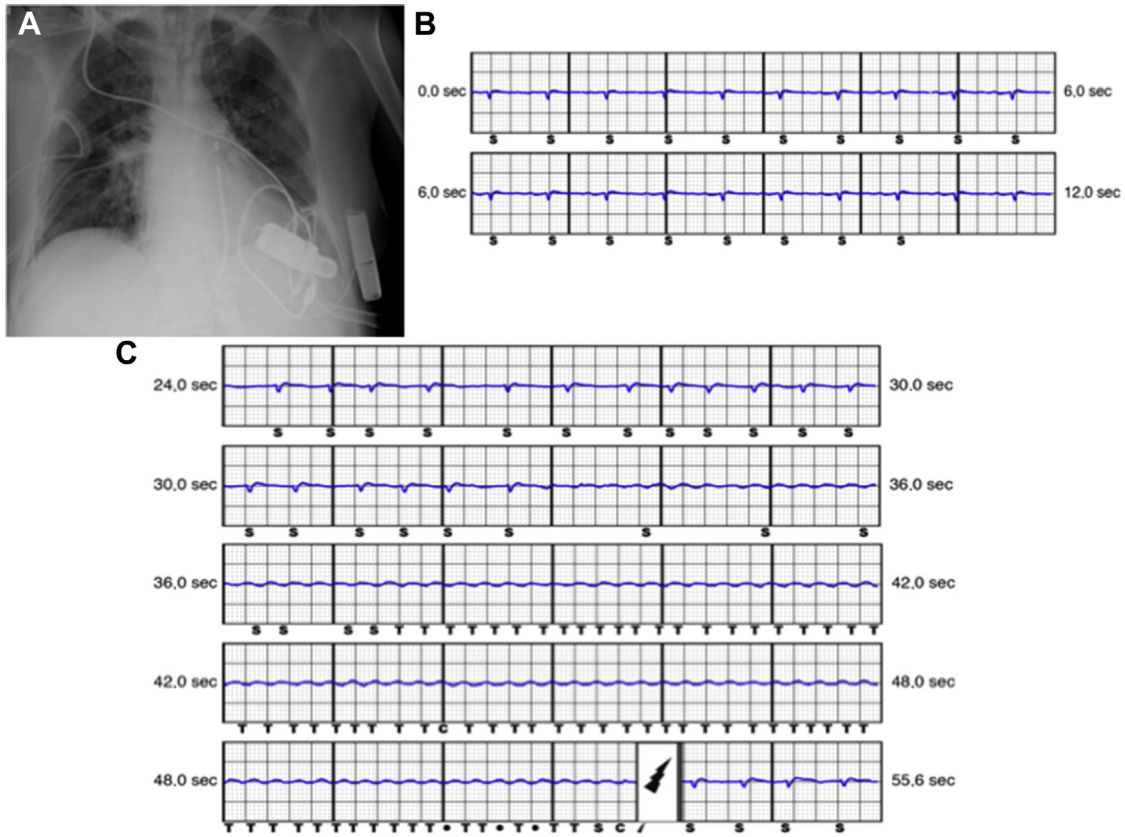 A
B
0.0 sec 6.0 sec
S S S S S S S S S S
6.0 sec 12.0 sec
S S S S S S S S
C
24.0 sec 30.0 sec
S S S S S S S S S S S S
30.0 sec 36.0 sec
S S S S S S S S S
36.0 sec 42.0 sec
S S S S T T T T T T T T T T T T T T T T T T T T T
42.0 sec 48.0 sec
T T T T T T T T T C T T T T T T T T T T T T T T T T T T T
48.0 sec 55.6 sec
T T T T T T T T T T • T T • T • T T S C S S S S